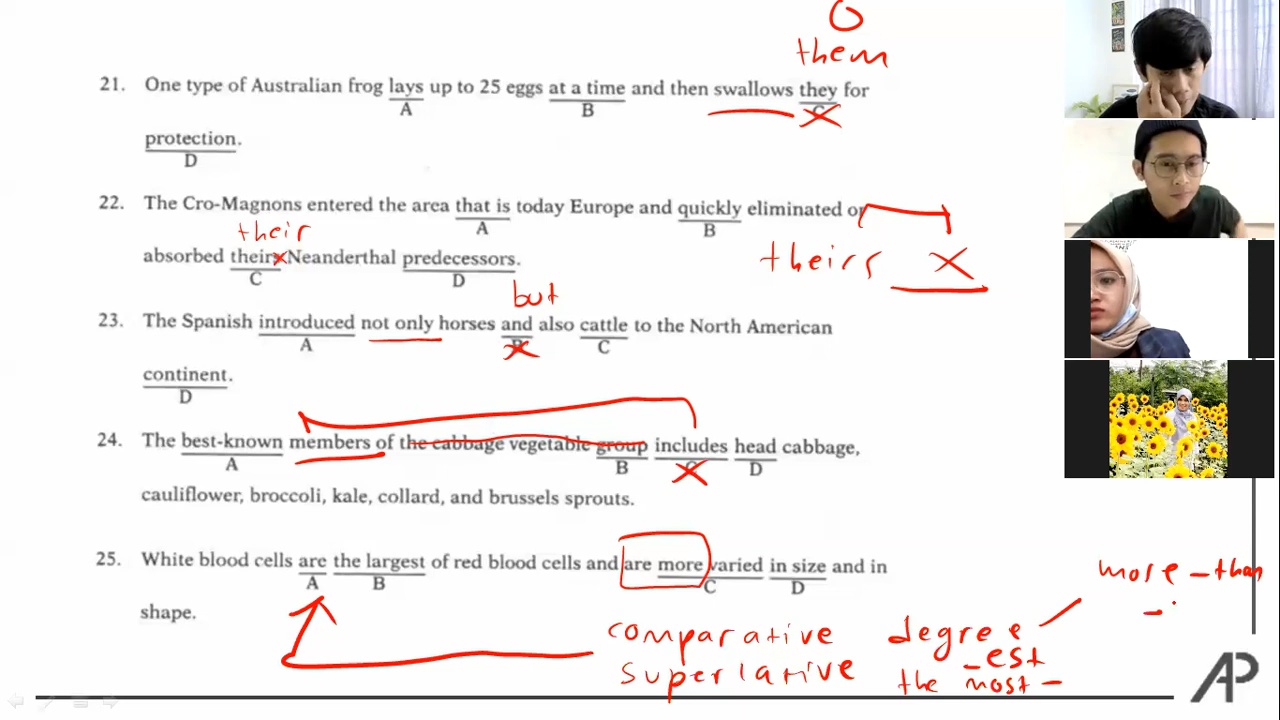 them
21. One type of Australian frog lays up to 25 eggs at a time and then swallows they for
A B C
protection.
D
22. The Cro-Magnons entered the area that is today Europe and quickly eliminated or
A B
their
absorbed theirs Neanderthal predecessors.
C D
theirs X
but
23. The Spanish introduced not only horses and also cattle to the North American
A B C
continent.
D
24. The best-known members of the cabbage vegetable group includes head cabbage,
A B C D
cauliflower, broccoli, kale, collard, and brussels sprouts.
25. White blood cells are the largest of red blood cells and are more varied in size and in
A B C D
shape.
more - than
comparative degree
superlative -est
the most -
AP